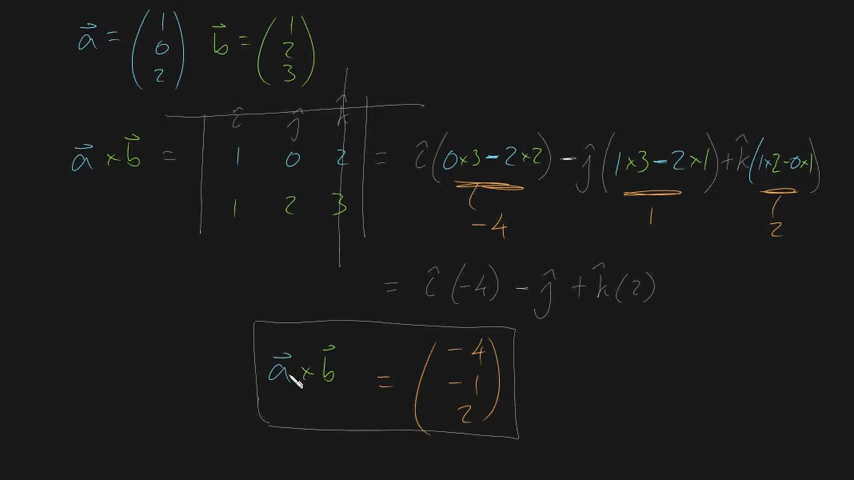 a⃗ = (1 0 2) b⃗ = (1 2 3)
a⃗ × b⃗ = | î ĵ k̂ | = î(0×3-2×2) - ĵ(1×3-2×1) + k̂(1×2-0×1)
1 0 2
1 2 3
-4 1 2
= î(-4) - ĵ + k̂(2)
a⃗ × b⃗ = (-4 -1 2)